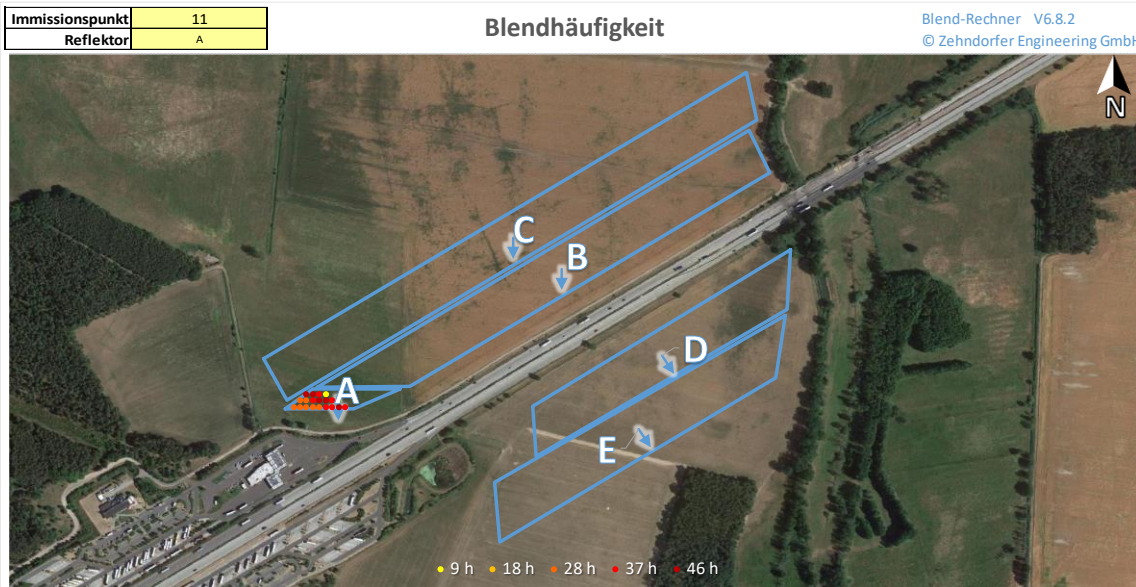 Immissionspunkt 11
Reflektor A
Blendhäufigkeit
Blend-Rechner V6.8.2
© Zehndorfer Engineering GmbH
N
C
B
D
A
E
9 h 18 h 28 h 37 h 46 h